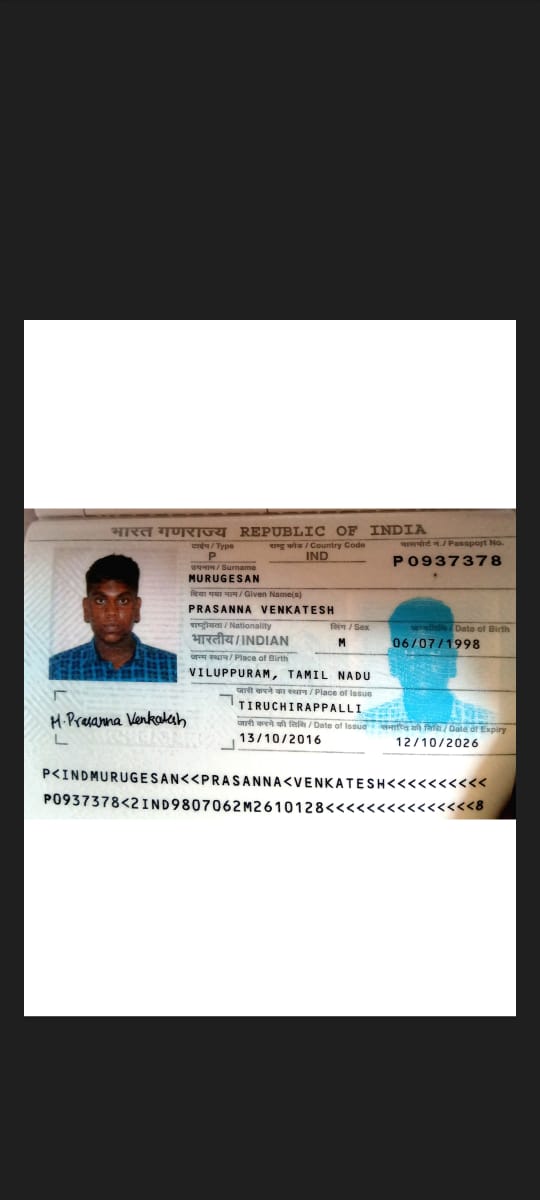 भारत गणराज्य REPUBLIC OF INDIA
टाईप / Type
राष्ट्र कोड / Country Code
पासपोर्ट नं. / Passport No.
P
IND
P0937378
उपनाम / Surname
MURUGESAN
दिया गया नाम / Given Name(s)
PRASANNA VENKATESH
राष्ट्रीयता / Nationality
लिंग / Sex
जन्मतिथि / Date of Birth
भारतीय / INDIAN
M
06/07/1998
जन्म स्थान / Place of Birth
VILUPPURAM, TAMIL NADU
जारी करने का स्थान / Place of Issue
TIRUCHIRAPPALLI
M. Prasanna Venkatesh
जारी करने की तिथि / Date of Issue
समाप्ति की तिथि / Date of Expiry
13/10/2016
12/10/2026
P<INDMURUGESAN<<PRASANNA<VENKATESH<<<<<<<<<<
P0937378<2IND9807062M2610128<<<<<<<<<<<<<<<8